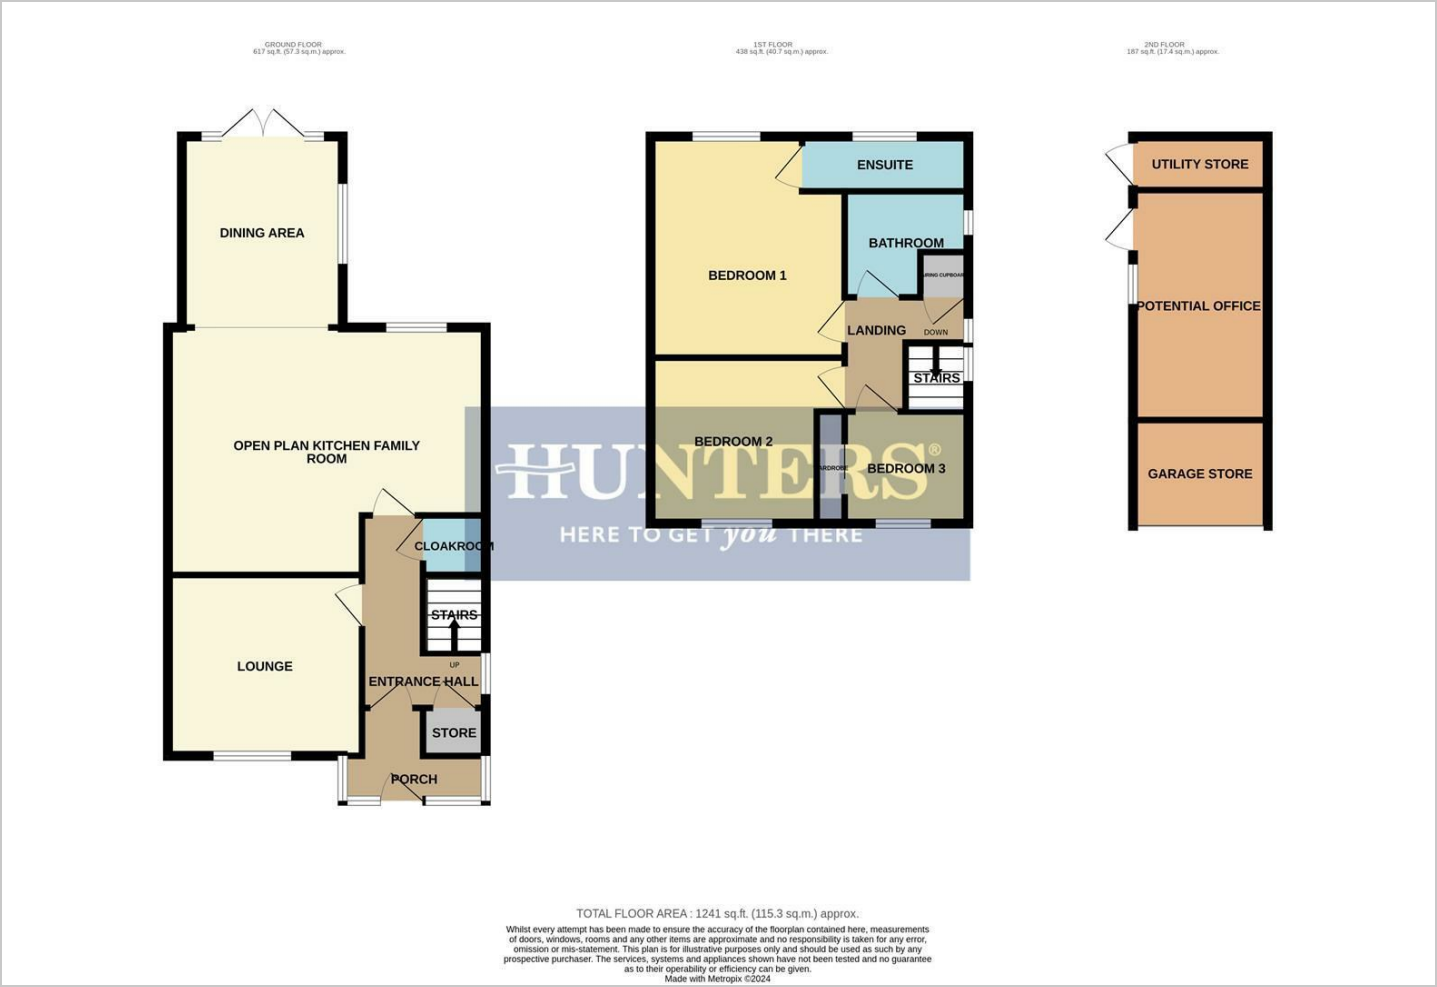 GROUND FLOOR
617 sq.ft. (57.3 sq.m.) approx.
1ST FLOOR
438 sq.ft. (40.7 sq.m.) approx.
2ND FLOOR
187 sq.ft. (17.4 sq.m.) approx.
DINING AREA
OPEN PLAN KITCHEN FAMILY
ROOM
CLOAKROOM
STAIRS
LOUNGE
UP
ENTRANCE HALL
STORE
PORCH
ENSUITE
BATHROOM
BEDROOM 1
LANDING
DOWN
STAIRS
BEDROOM 2
BEDROOM 3
UTILITY STORE
POTENTIAL OFFICE
GARAGE STORE
HUNTERS®
HERE TO GET you THERE
TOTAL FLOOR AREA : 1241 sq.ft. (115.3 sq.m.) approx.
Whilst every attempt has been made to ensure the accuracy of the floorplan contained here, measurements
of doors, windows, rooms and any other items are approximate and no responsibility is taken for any error,
omission or mis-statement. This plan is for illustrative purposes only and should be used as such by any
prospective purchaser. The services, systems and appliances shown have not been tested and no guarantee
as to their operability or efficiency can be given.
Made with Metropix ©2024